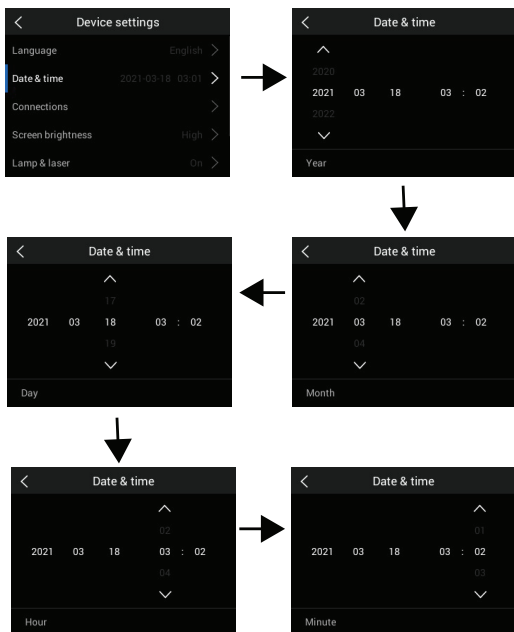 Device settings
Language English
Date & time 2021-03-18 03:01
Connections
Screen brightness High
Lamp & laser On
Date & time
2020
2021 03 18 03 : 02
2022
Year
Date & time
02
2021 03 18 03 : 02
04
Month
Date & time
17
2021 03 18 03 : 02
19
Day
Date & time
02
2021 03 18 03 : 02
04
Hour
Date & time
01
2021 03 18 03 : 02
03
Minute